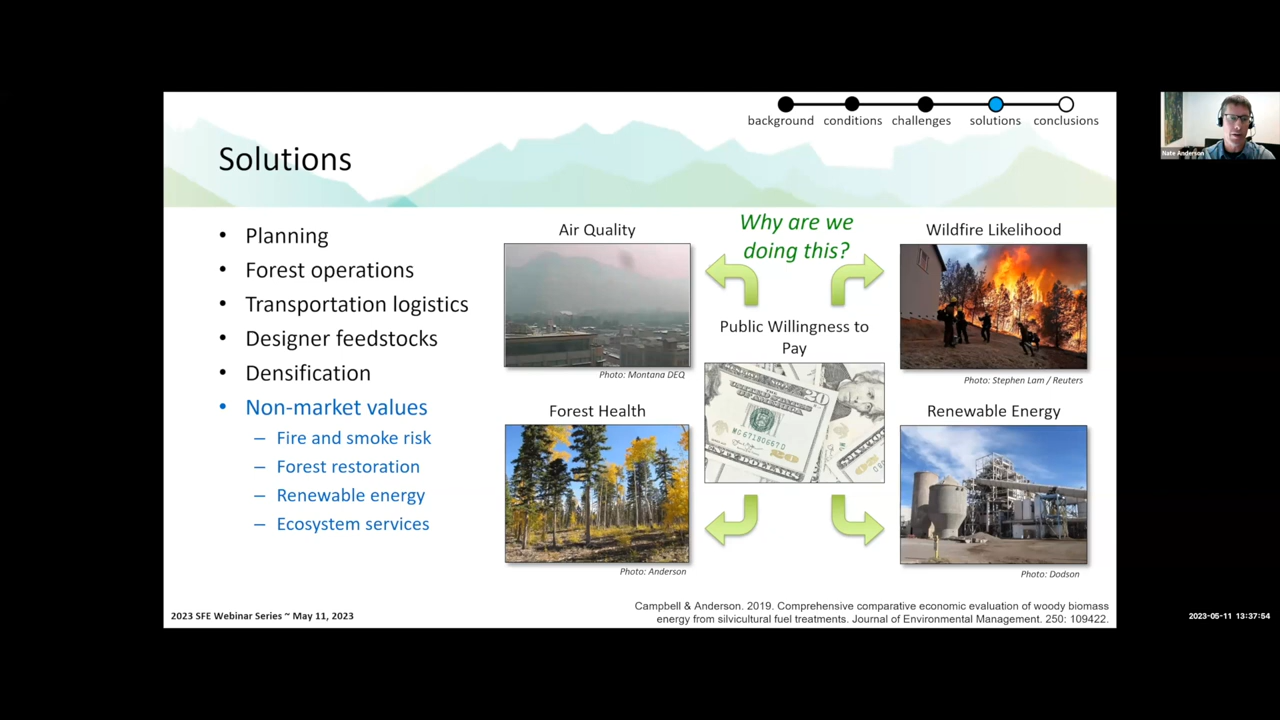 background conditions challenges solutions conclusions
Solutions
• Planning
• Forest operations
• Transportation logistics
• Designer feedstocks
• Densification
• Non-market values
– Fire and smoke risk
– Forest restoration
– Renewable energy
– Ecosystem services
Air Quality
Photo: Montana DEQ
Why are we
doing this?
Wildfire Likelihood
Photo: Stephen Lam / Reuters
Public Willingness to
Pay
Forest Health
Photo: Anderson
Renewable Energy
Photo: Dodson
2023 SFE Webinar Series ~ May 11, 2023
Campbell & Anderson. 2019. Comprehensive comparative economic evaluation of woody biomass
energy from silvicultural fuel treatments. Journal of Environmental Management. 250: 109422.
Nate Anderson
2023-05-11 13:37:54